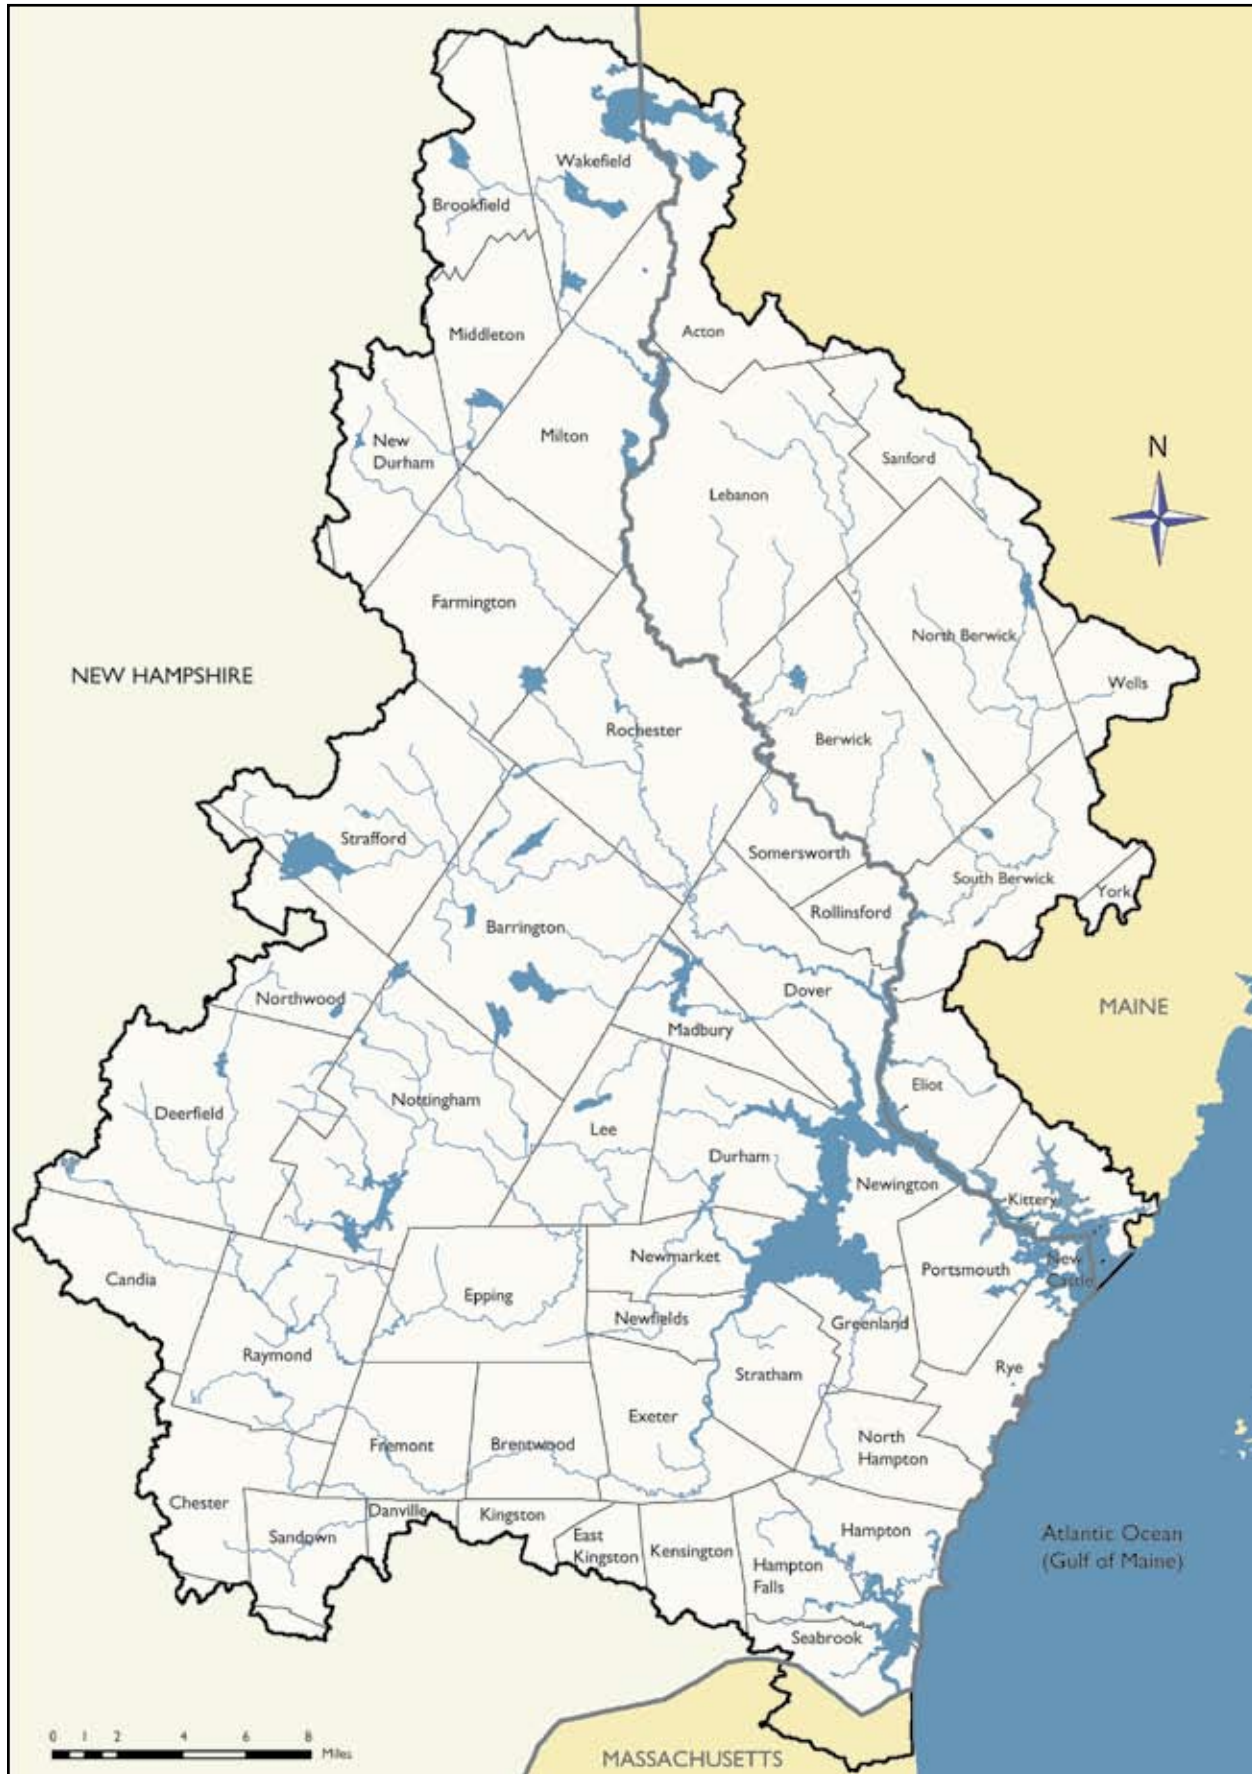 Wakefield
Brookfield
Middleton
Acton
New
Durham
Milton
Sanford
N
Lebanon
Farmington
North Berwick
NEW HAMPSHIRE
Wells
Rochester
Berwick
Strafford
Somersworth
South Berwick
York
Rollinsford
Barrington
Northwood
Dover
MAINE
Madbury
Eliot
Deerfield
Nottingham
Lee
Durham
Newington
Kittery
Candia
Newmarket
Portsmouth
New
Castle
Epping
Newfields
Greenland
Raymond
Stratham
Rye
Exeter
Fremont
Brentwood
North
Hampton
Chester
Danville
Kingston
Sandown
East
Kingston
Kensington
Hampton
Hampton
Falls
Atlantic Ocean
(Gulf of Maine)
Seabrook
0 1 2 4 6 8
Miles
MASSACHUSETTS